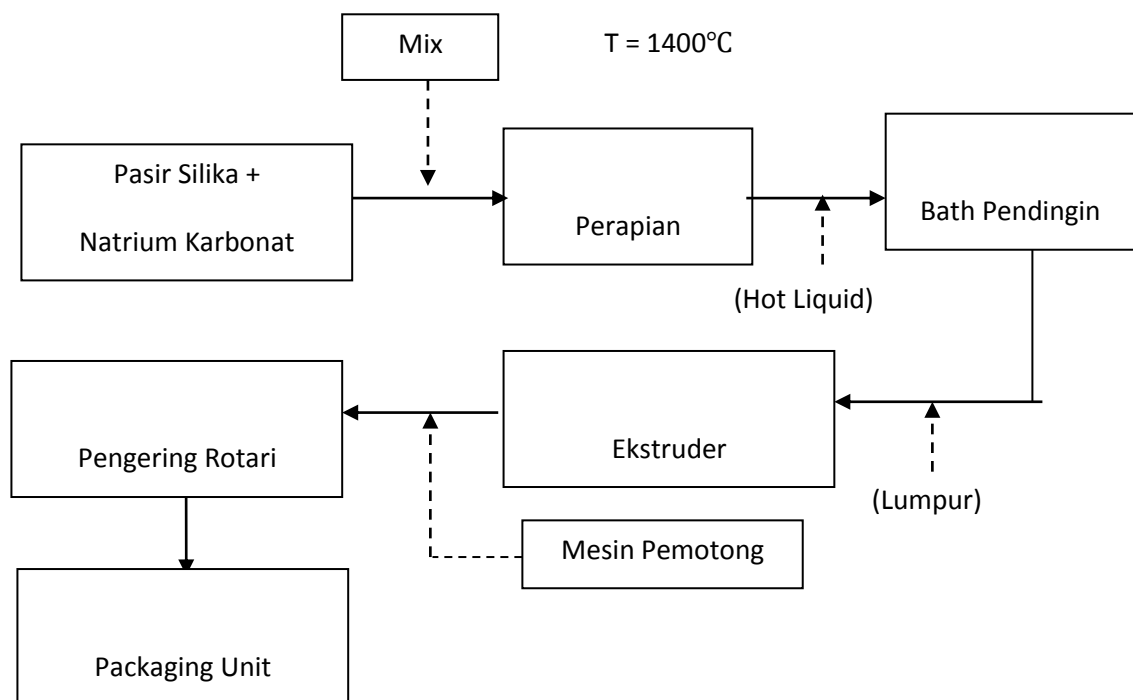 Mix
T = 1400℃
Pasir Silika +
Natrium Karbonat
Perapian
Bath Pendingin
(Hot Liquid)
Pengering Rotari
Ekstruder
(Lumpur)
Mesin Pemotong
Packaging Unit